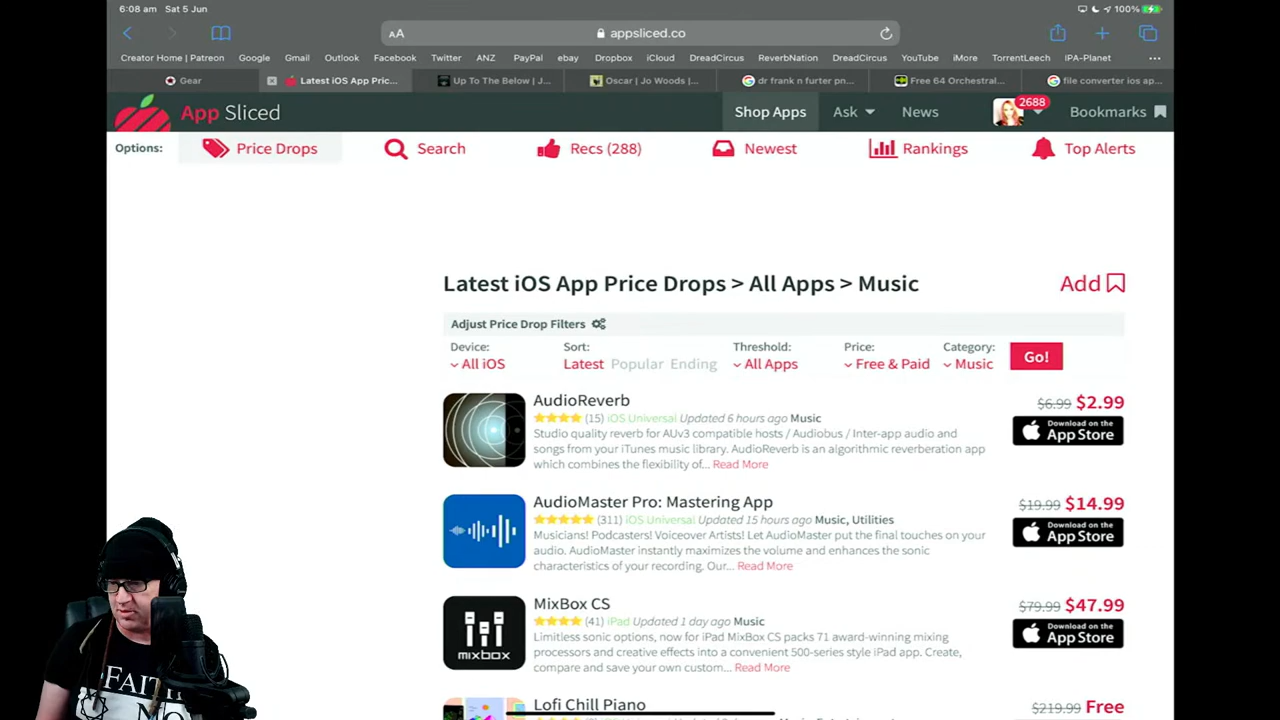 6:08 am Sat 5 Jun 100%
AA appsliced.co
Creator Home | Patreon Google Gmail Outlook Facebook Twitter ANZ PayPal ebay Dropbox iCloud DreadCircus ReverbNation DreadCircus YouTube iMore TorrentLeech IPA-Planet ...
Gear Latest iOS App Pric... Up To The Below | J... Oscar | Jo Woods |... dr frank n furter pn... Free 64 Orchestral... file converter ios ap...
App Sliced Shop Apps Ask News 2688 Bookmarks
Options: Price Drops Search Recs (288) Newest Rankings Top Alerts
Latest iOS App Price Drops > All Apps > Music Add
Adjust Price Drop Filters
Device: Sort: Threshold: Price: Category:
All iOS Latest Popular Ending All Apps Free & Paid Music Go!
AudioReverb $6.99 $2.99
(15) iOS Universal Updated 6 hours ago Music
Download on the App Store
Studio quality reverb for AUv3 compatible hosts / Audiobus / Inter-app audio and
songs from your iTunes music library. AudioReverb is an algorithmic reverberation app
which combines the flexibility of... Read More
AudioMaster Pro: Mastering App $19.99 $14.99
(311) iOS Universal Updated 15 hours ago Music, Utilities
Download on the App Store
Musicians! Podcasters! Voiceover Artists! Let AudioMaster put the final touches on your
audio. AudioMaster instantly maximizes the volume and enhances the sonic
characteristics of your recording. Our... Read More
MixBox CS $79.99 $47.99
(41) iPad Updated 1 day ago Music
Download on the App Store
Limitless sonic options, now for iPad MixBox CS packs 71 award-winning mixing
processors and creative effects into a convenient 500-series style iPad app. Create,
compare and save your own custom... Read More
mixbox
Lofi Chill Piano $219.99 Free
FAITH